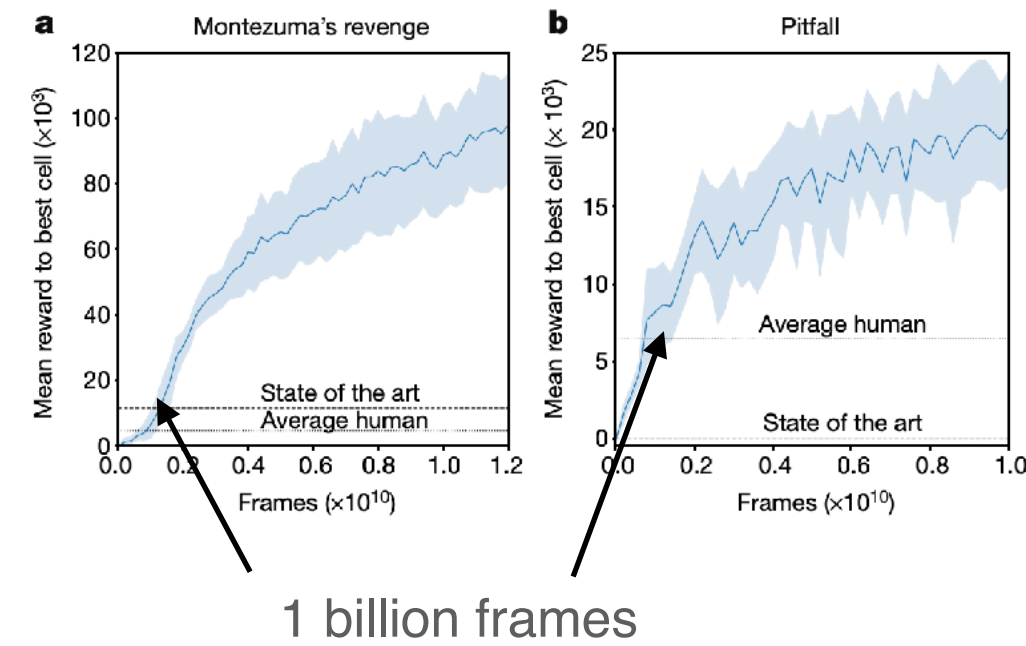 a Montezuma's revenge
Mean reward to best cell (×10³)
120
100
80
60
40
20
0
State of the art
Average human
0.0 0.2 0.4 0.6 0.8 1.0 1.2
Frames (×10¹⁰)
b Pitfall
Mean reward to best cell (× 10³)
25
20
15
10
5
0
Average human
State of the art
0.0 0.2 0.4 0.6 0.8 1.0
Frames (×10¹⁰)
1 billion frames